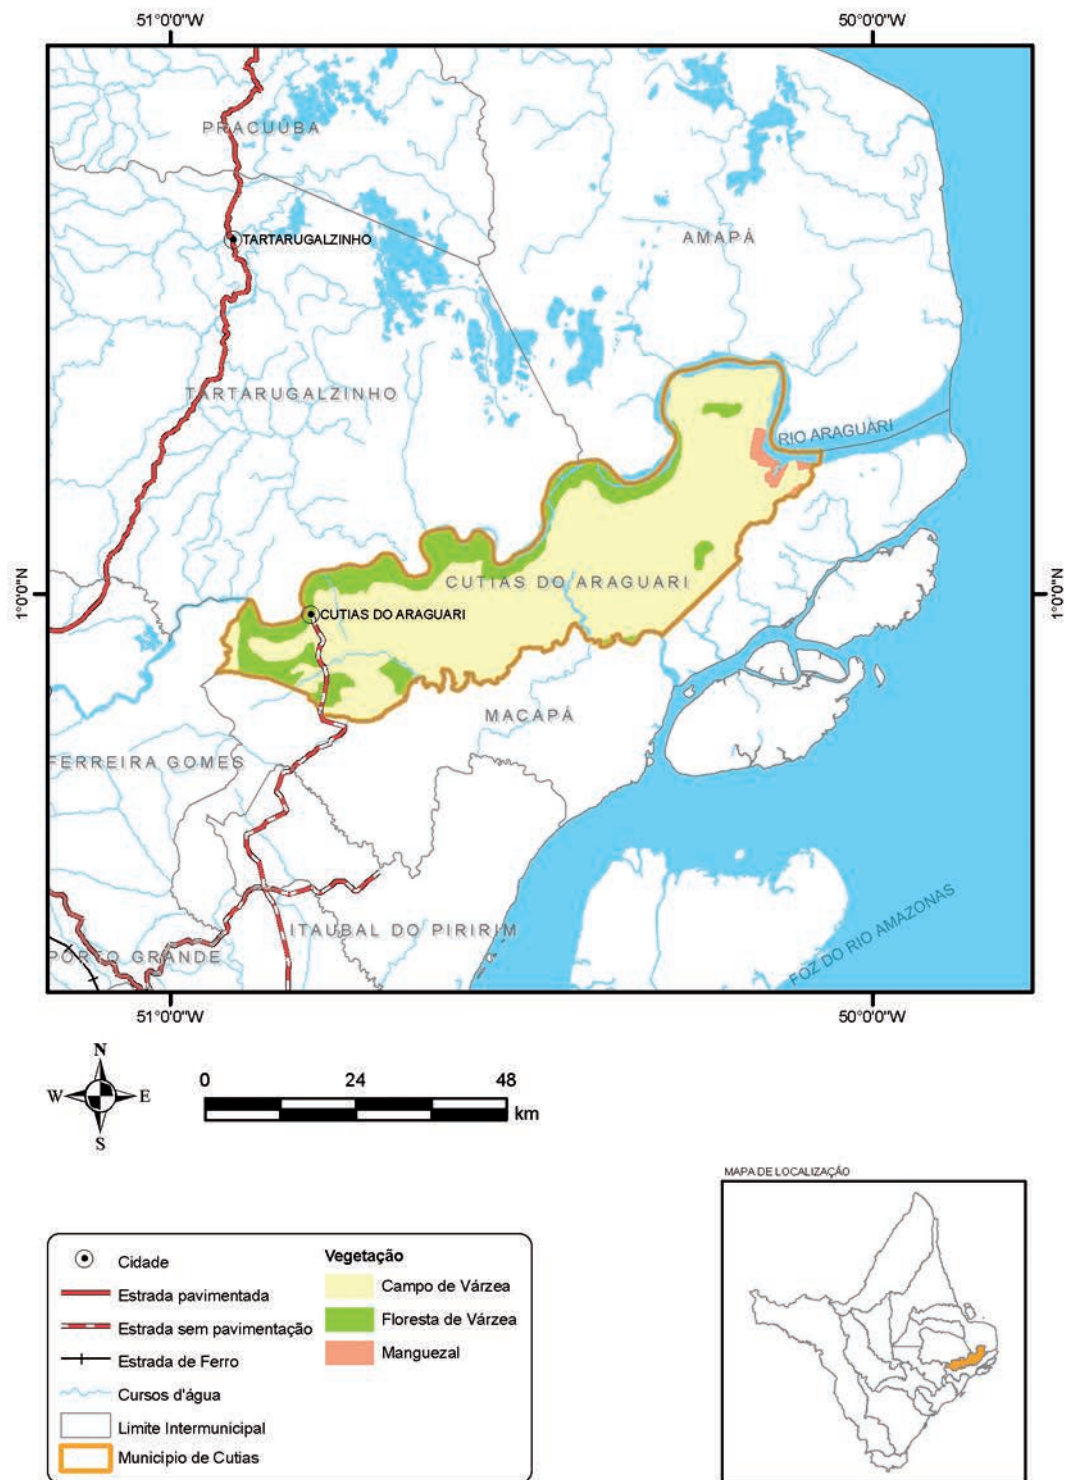 51°0'0"W
50°0'0"W
PRACUÚBA
TARTARUGALZINHO
AMAPÁ
TARTARUGALZINHO
RIO ARAGUARI
CUTIAS DO ARAGUARI
1°0'0"N
1°0'0"N
CUTIAS DO ARAGUARI
MACAPÁ
FERREIRA GOMES
ITAUBAL DO PIRIRIM
PORTO GRANDE
FOZ DO RIO AMAZONAS
51°0'0"W
50°0'0"W
N
W
E
S
0
24
48
km
MAPA DE LOCALIZAÇÃO
Cidade
Estrada pavimentada
Estrada sem pavimentação
Estrada de Ferro
Cursos d'água
Limite Intermunicipal
Município de Cutias
Vegetação
Campo de Várzea
Floresta de Várzea
Manguezal